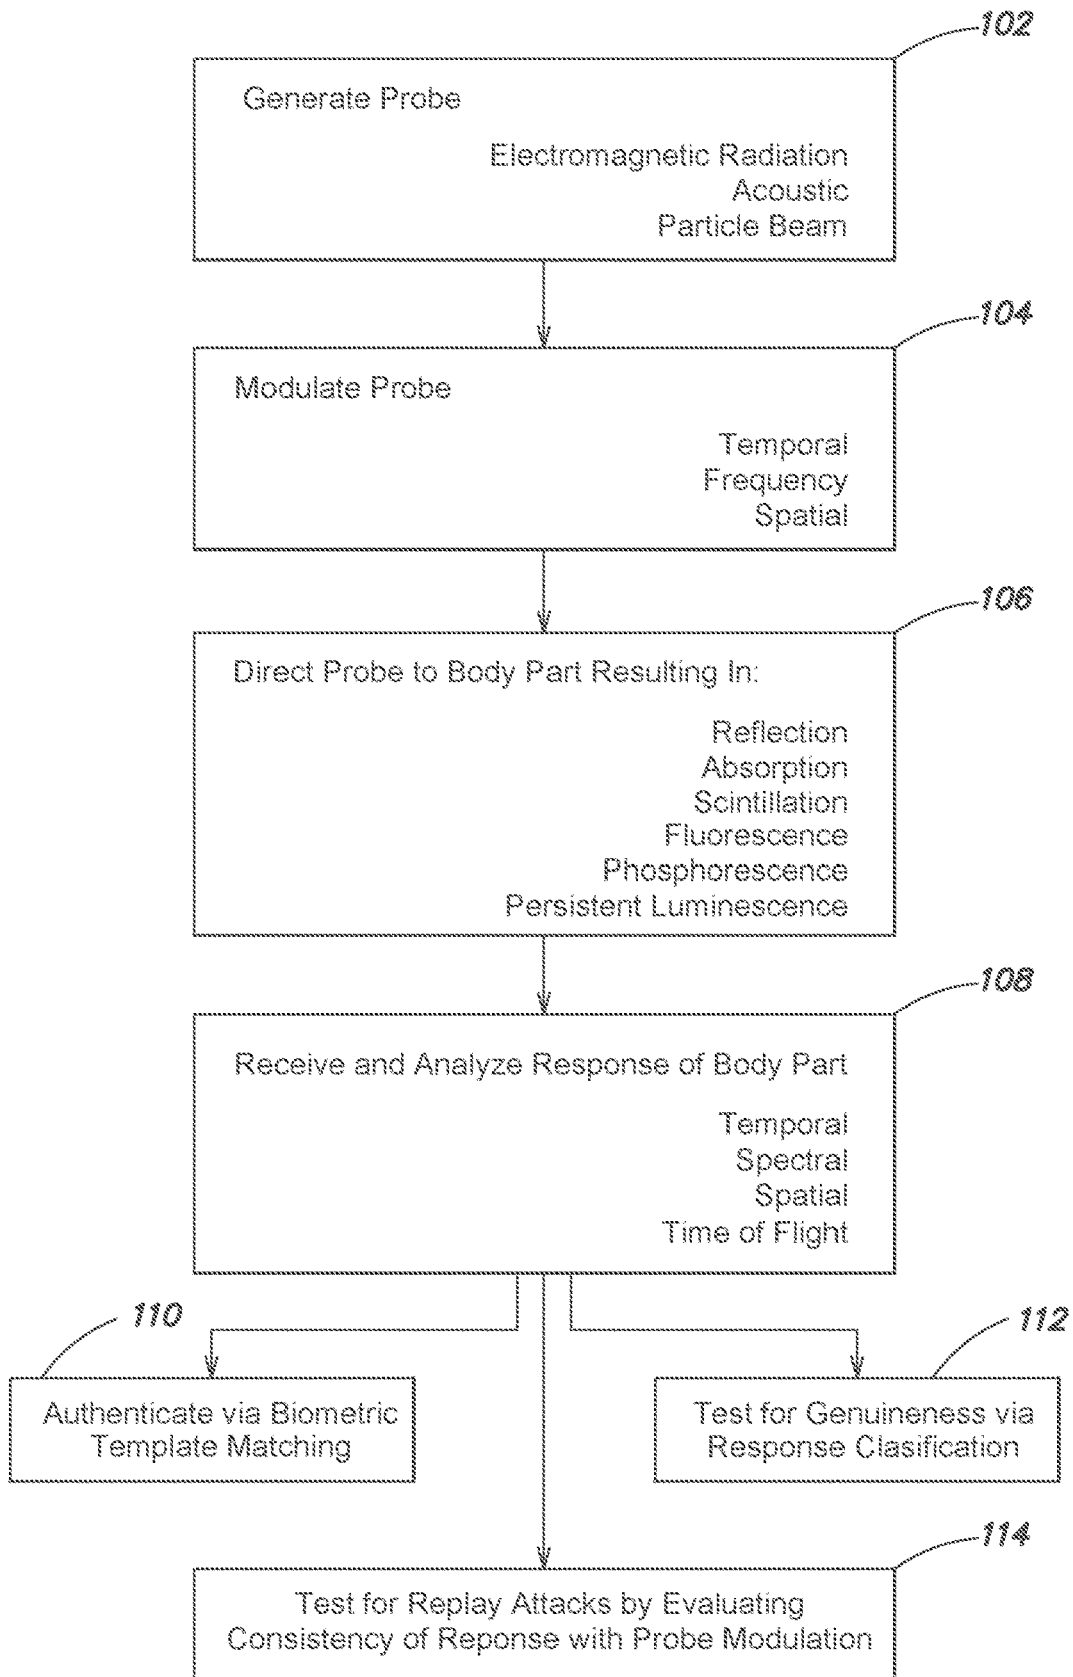 102
Generate Probe
Electromagnetic Radiation
Acoustic
Particle Beam
104
Modulate Probe
Temporal
Frequency
Spatial
106
Direct Probe to Body Part Resulting In:
Reflection
Absorption
Scintillation
Fluorescence
Phosphorescence
Persistent Luminescence
108
Receive and Analyze Response of Body Part
Temporal
Spectral
Spatial
Time of Flight
110
Authenticate via Biometric
Template Matching
112
Test for Genuineness via
Response Clasification
114
Test for Replay Attacks by Evaluating
Consistency of Reponse with Probe Modulation